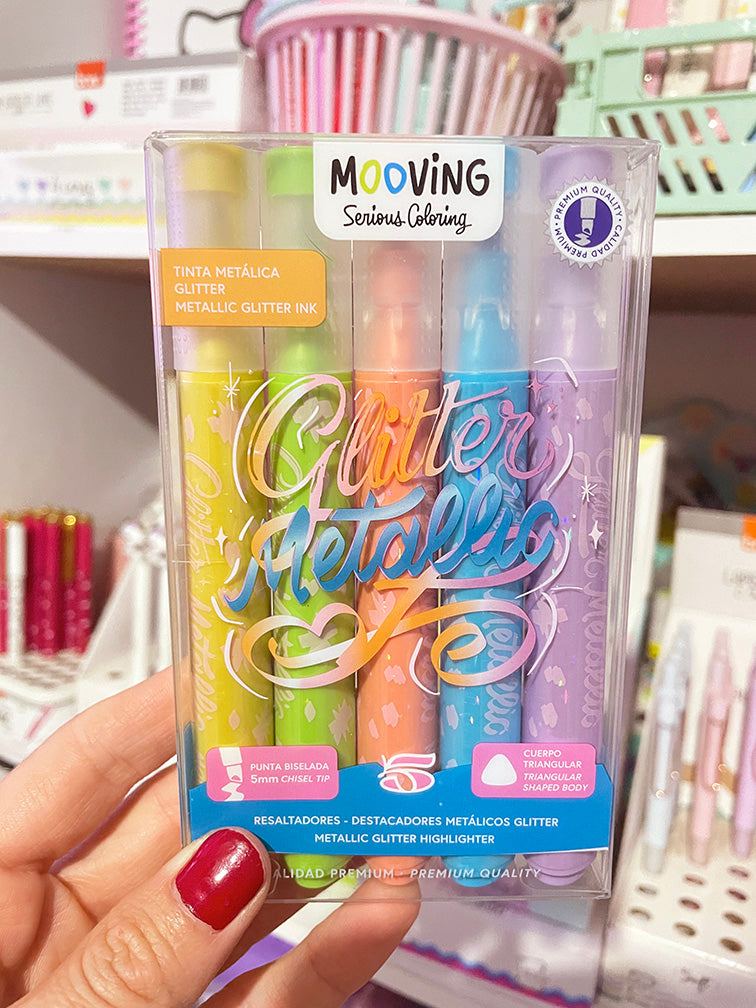 MOOVING
Serious Coloring
PREMIUM QUALITY • CALIDAD PREMIUM •
TINTA METÁLICA
GLITTER
METALLIC GLITTER INK
Glitter
Metallic
PUNTA BISELADA
5mm CHISEL TIP
5
CUERPO
TRIANGULAR
TRIANGULAR
SHAPED BODY
RESALTADORES - DESTACADORES METÁLICOS GLITTER
METALLIC GLITTER HIGHLIGHTER
ALIDAD PREMIUM • PREMIUM QUALITY